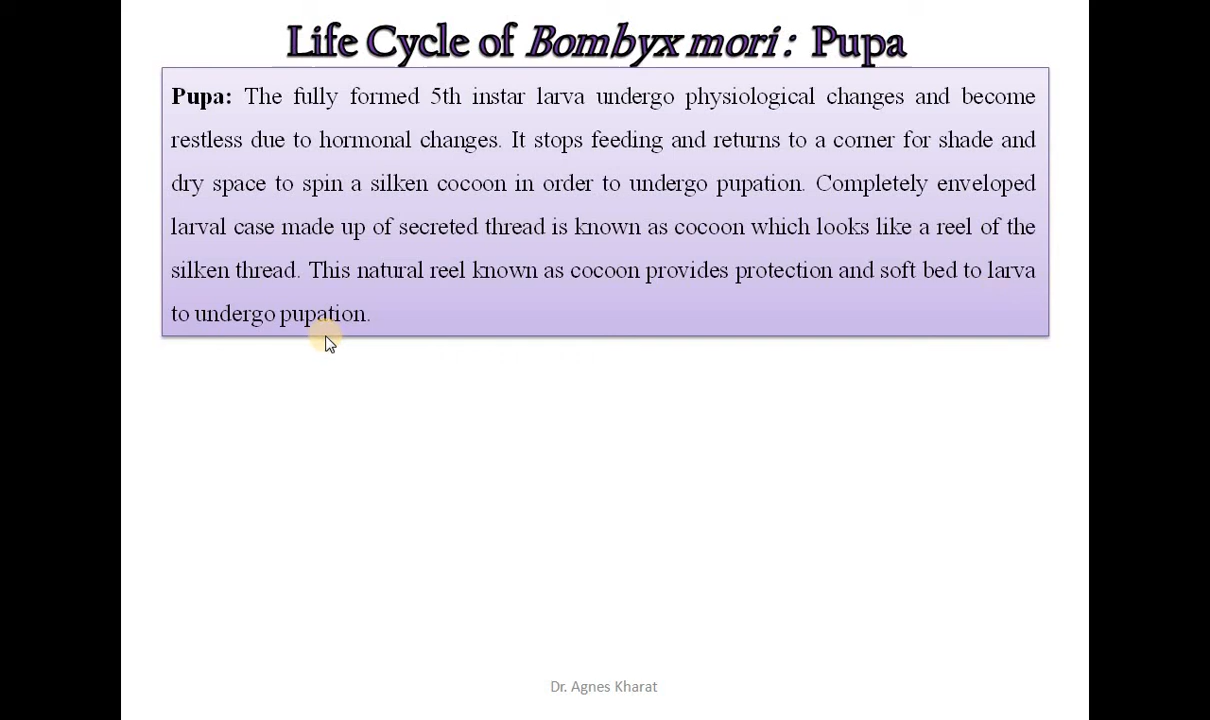 Life Cycle of Bombyx mori : Pupa
Pupa: The fully formed 5th instar larva undergo physiological changes and become
restless due to hormonal changes. It stops feeding and returns to a corner for shade and
dry space to spin a silken cocoon in order to undergo pupation. Completely enveloped
larval case made up of secreted thread is known as cocoon which looks like a reel of the
silken thread. This natural reel known as cocoon provides protection and soft bed to larva
to undergo pupation.
Dr. Agnes Kharat